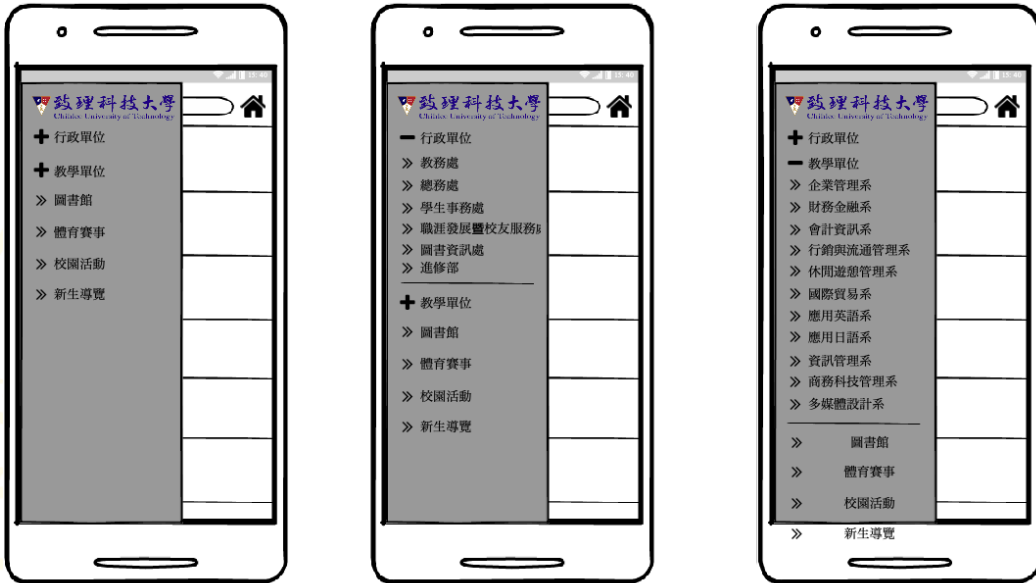 15:40
致理科技大學
Chihlee University of Technology
行政單位
教學單位
圖書館
體育賽事
校園活動
新生導覽
15:40
致理科技大學
Chihlee University of Technology
行政單位
教務處
總務處
學生事務處
職涯發展暨校友服務
圖書資訊處
進修部
教學單位
圖書館
體育賽事
校園活動
新生導覽
15:40
致理科技大學
Chihlee University of Technology
行政單位
教學單位
企業管理系
財務金融系
會計資訊系
行銷與流通管理系
休閒遊憩管理系
國際貿易系
應用英語系
應用日語系
資訊管理系
商務科技管理系
多媒體設計系
圖書館
體育賽事
校園活動
新生導覽